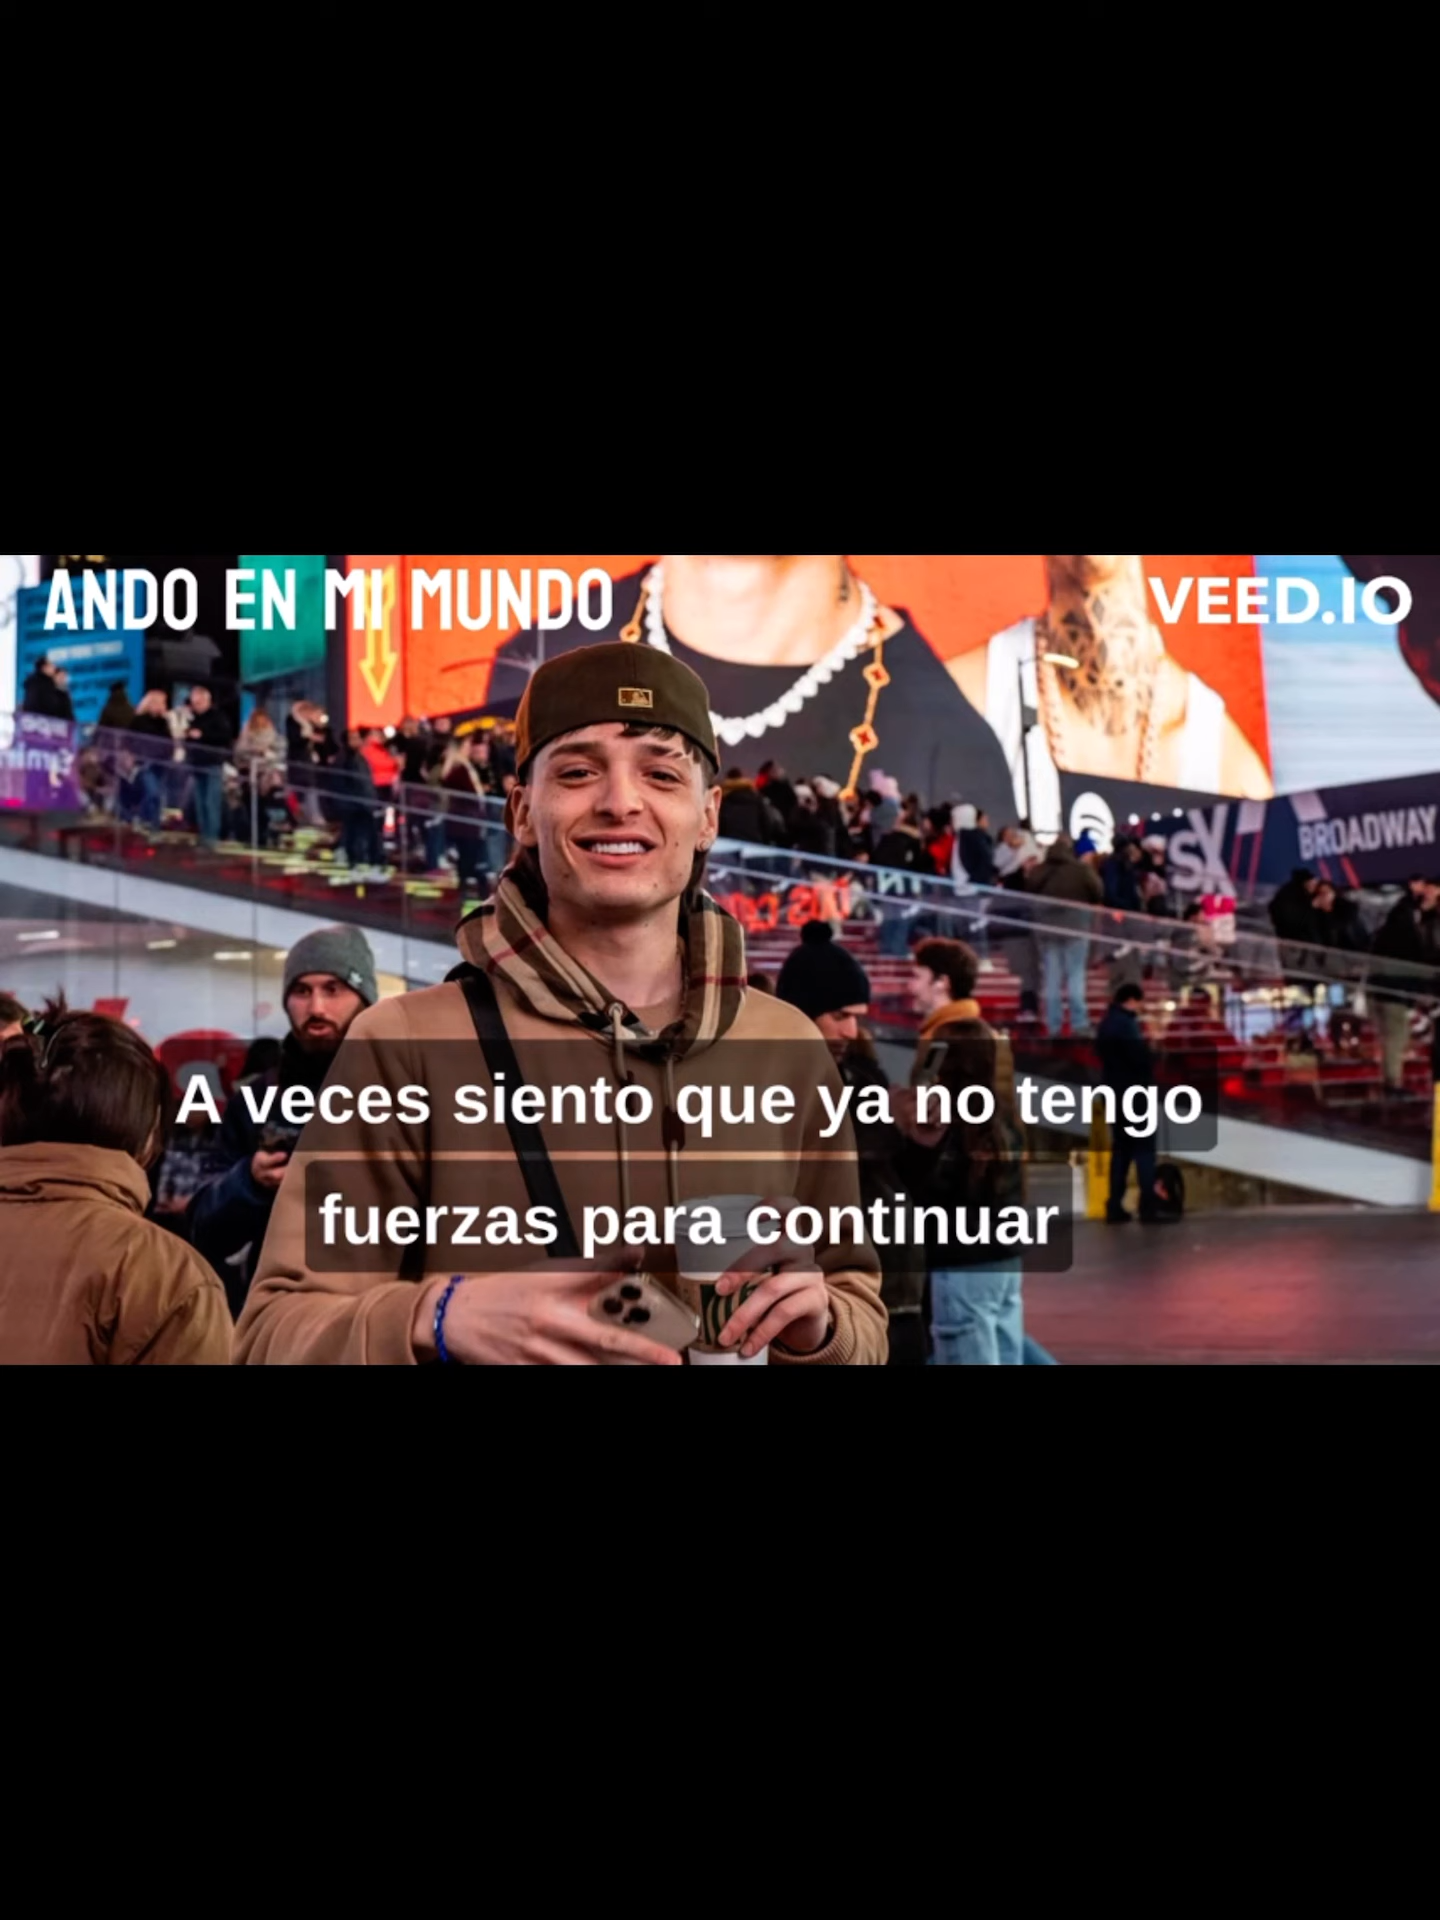 ANDO EN MI MUNDO
VEED.IO
BROADWAY
A veces siento que ya no tengo
fuerzas para continuar